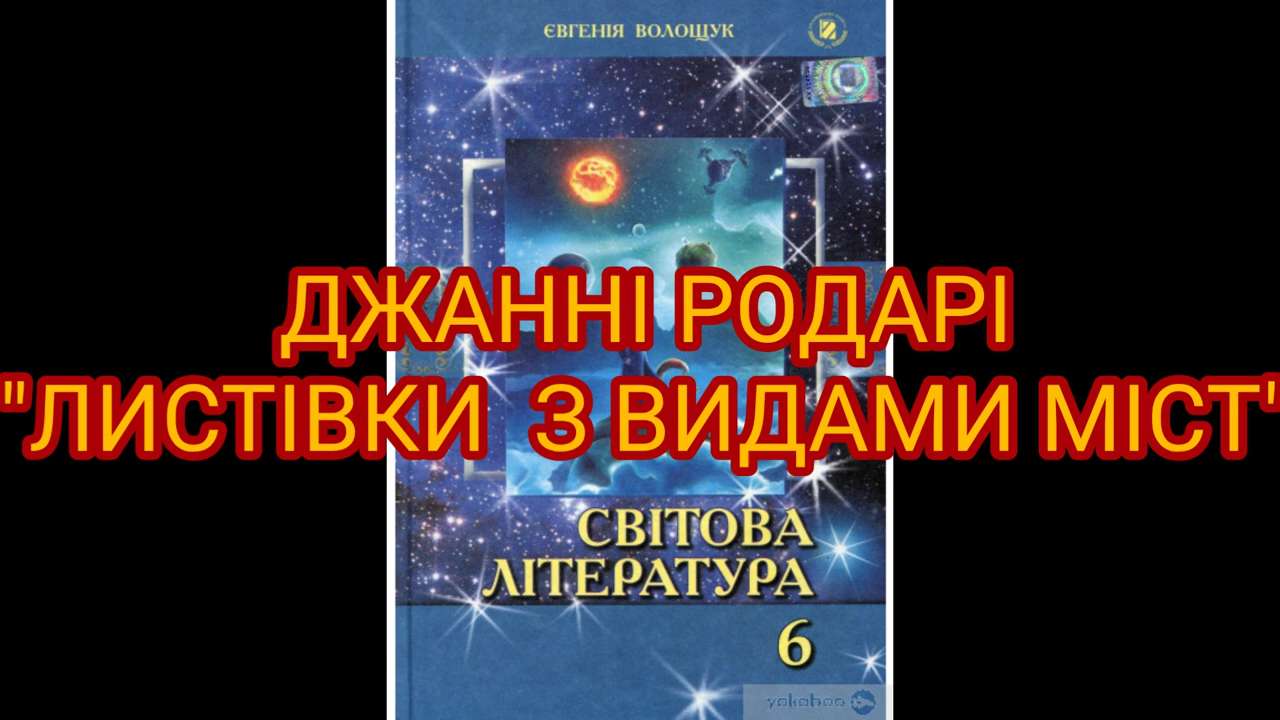 ЄВГЕНІЯ ВОЛОЩУК
ДЖАННІ РОДАРІ
"ЛИСТІВКИ З ВИДАМИ МІСТ"
СВІТОВА
ЛІТЕРАТУРА
6
yakaboo